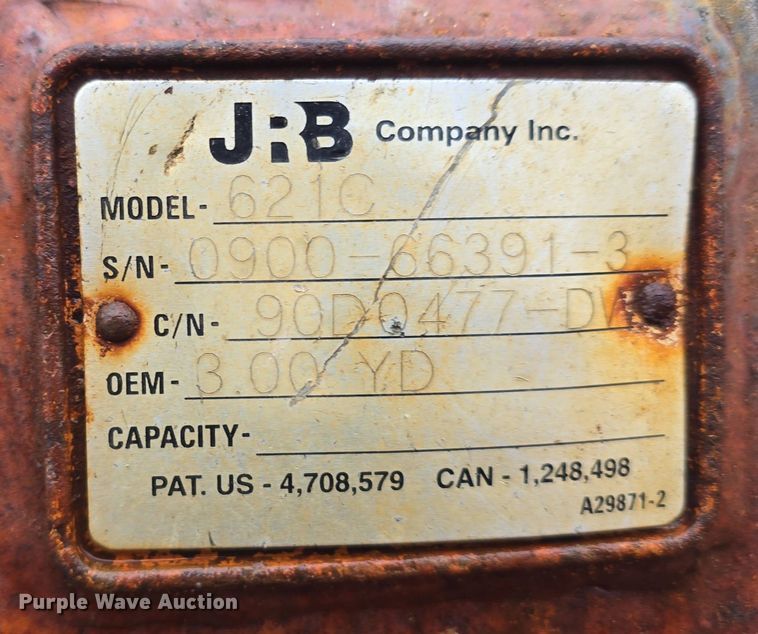 JRB Company Inc.
MODEL- 621C
S/N- 0900-66391-3
C/N- 90D0477-DW
OEM- 3.00 YD
CAPACITY-
PAT. US - 4,708,579 CAN - 1,248,498
A29871-2
Purple Wave Auction